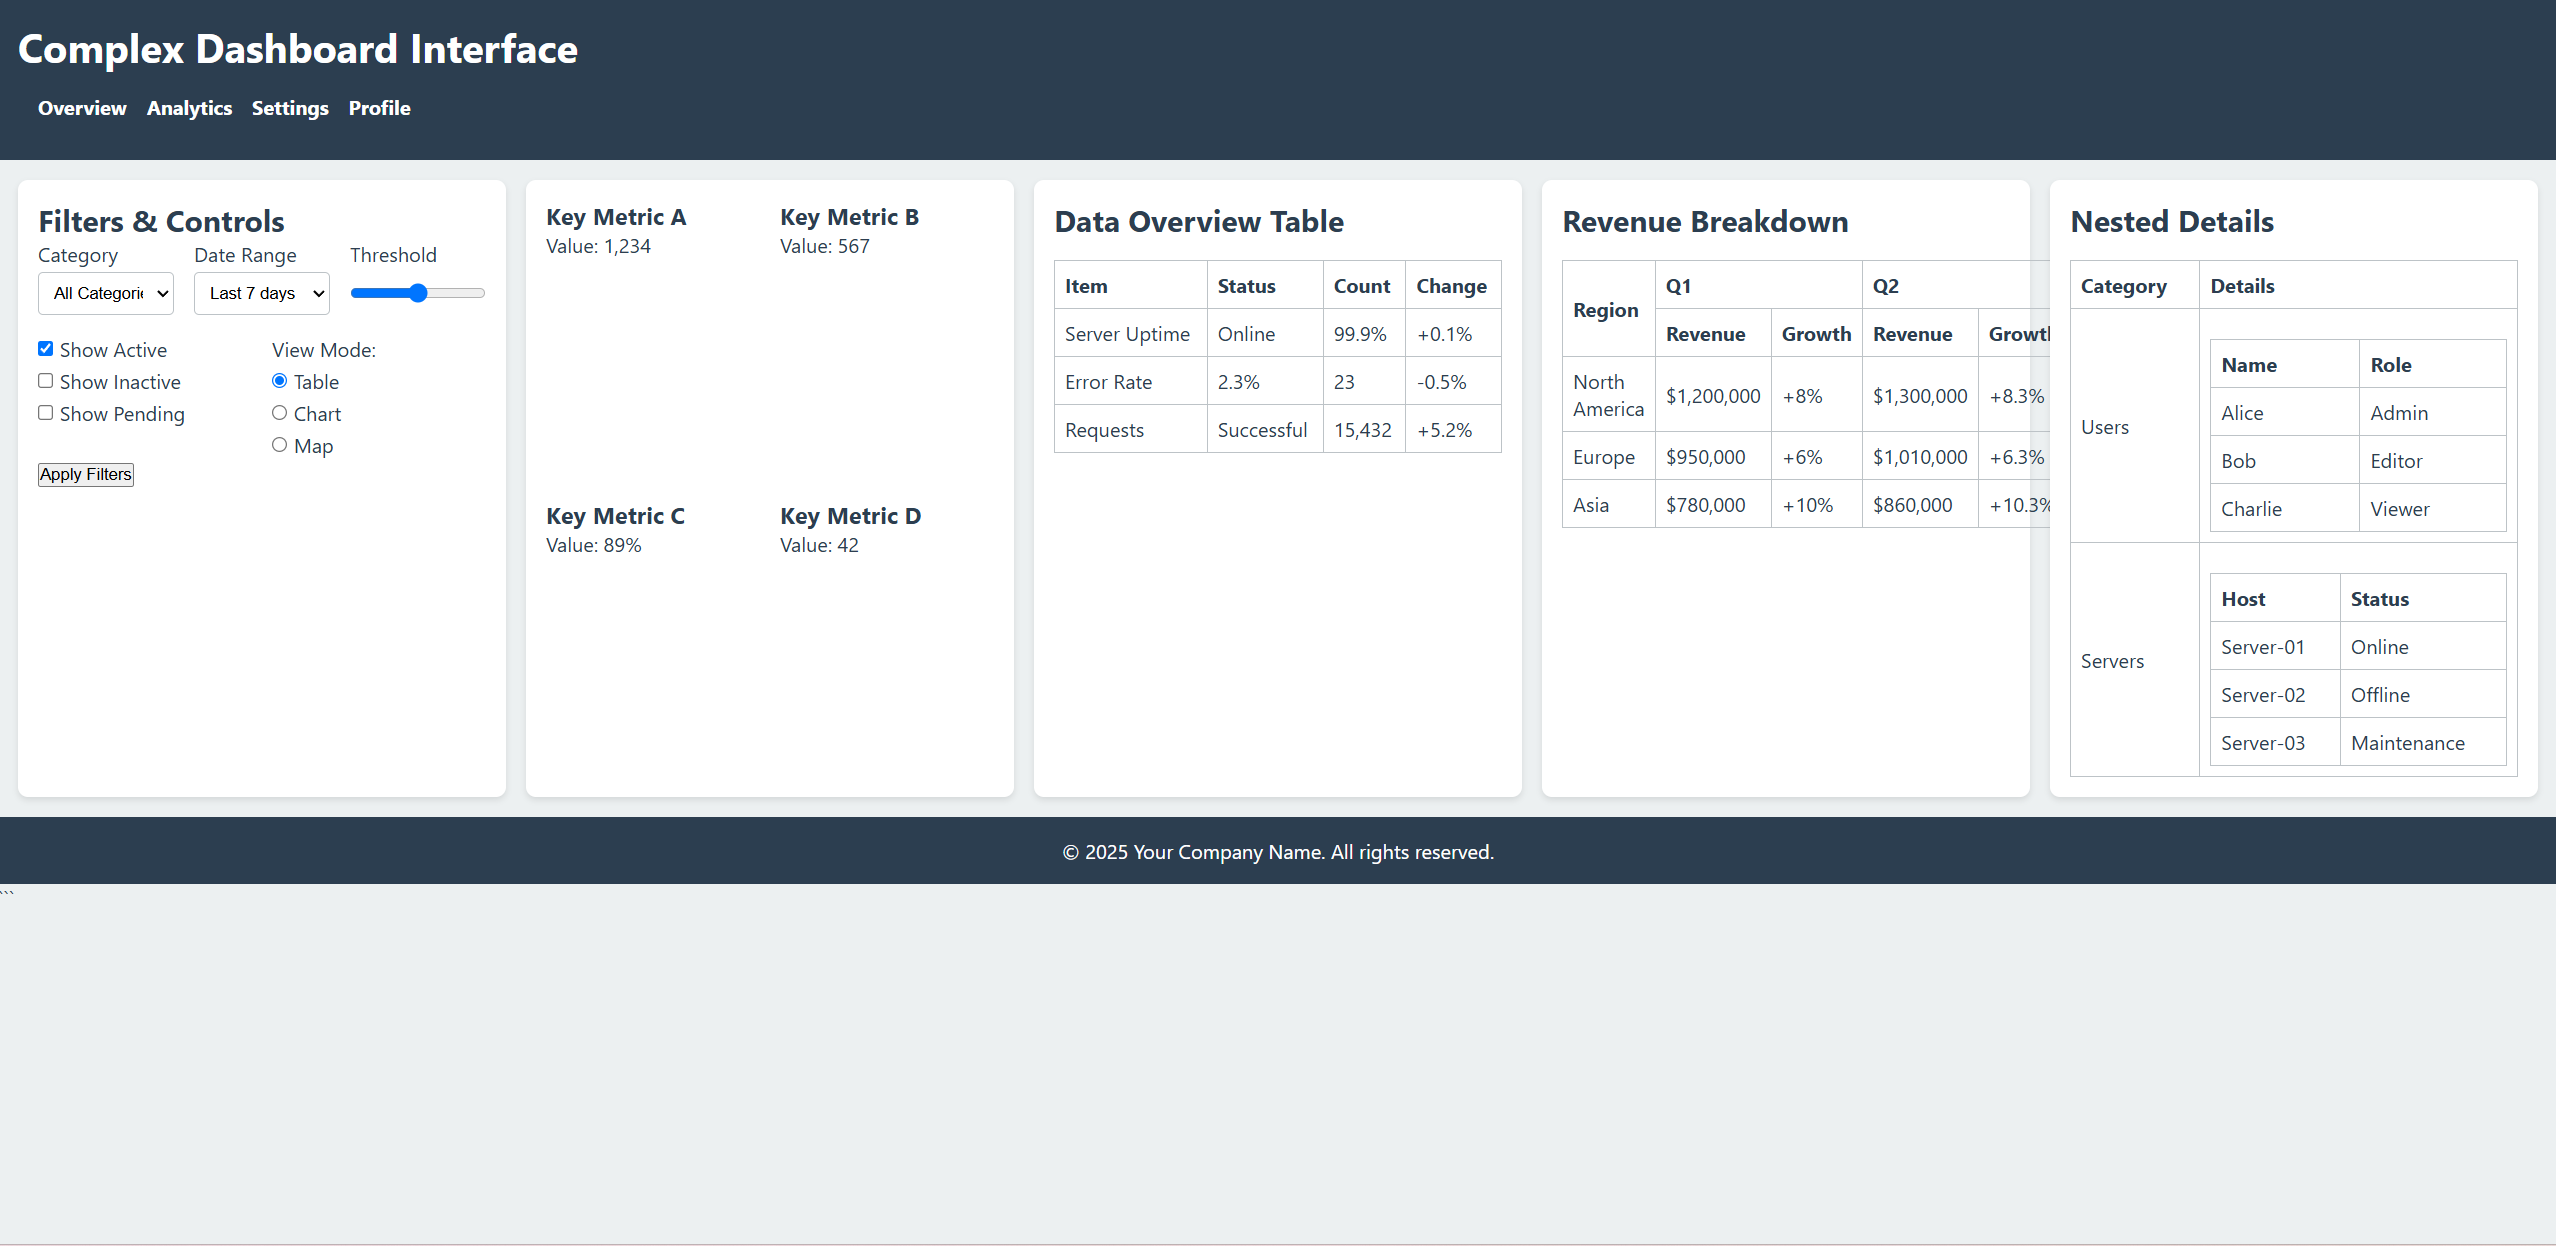 Complex Dashboard Interface
Overview Analytics Settings Profile
Filters & Controls
Category Date Range Threshold
All Categorie Last 7 days
Show Active
Show Inactive
Show Pending
View Mode:
Table
Chart
Map
Apply Filters
Key Metric A
Value: 1,234
Key Metric B
Value: 567
Key Metric C
Value: 89%
Key Metric D
Value: 42
Data Overview Table
Item Status Count Change
Server Uptime Online 99.9% +0.1%
Error Rate 2.3% 23 -0.5%
Requests Successful 15,432 +5.2%
Revenue Breakdown
Region Q1 Q2
Revenue Growth Revenue Growth
North America $1,200,000 +8% $1,300,000 +8.3%
Europe $950,000 +6% $1,010,000 +6.3%
Asia $780,000 +10% $860,000 +10.3%
Nested Details
Category Details
Users
Name Role
Alice Admin
Bob Editor
Charlie Viewer
Servers
Host Status
Server-01 Online
Server-02 Offline
Server-03 Maintenance
© 2025 Your Company Name. All rights reserved.
```